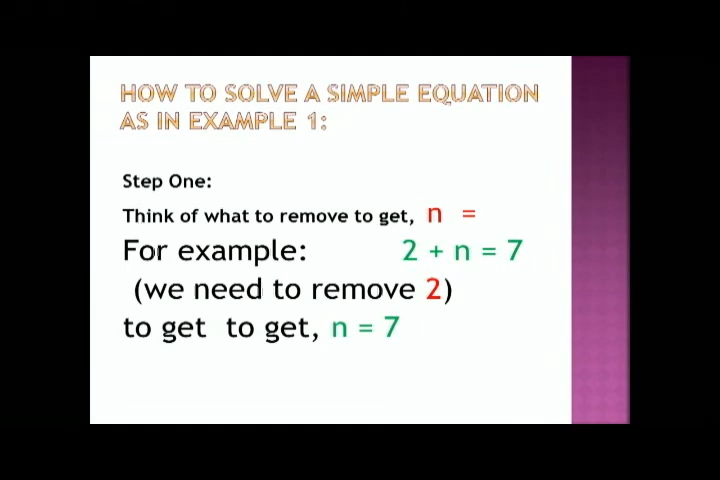 HOW TO SOLVE A SIMPLE EQUATION
AS IN EXAMPLE 1:
Step One:
Think of what to remove to get, n =
For example: 2 + n = 7
(we need to remove 2)
to get to get, n = 7